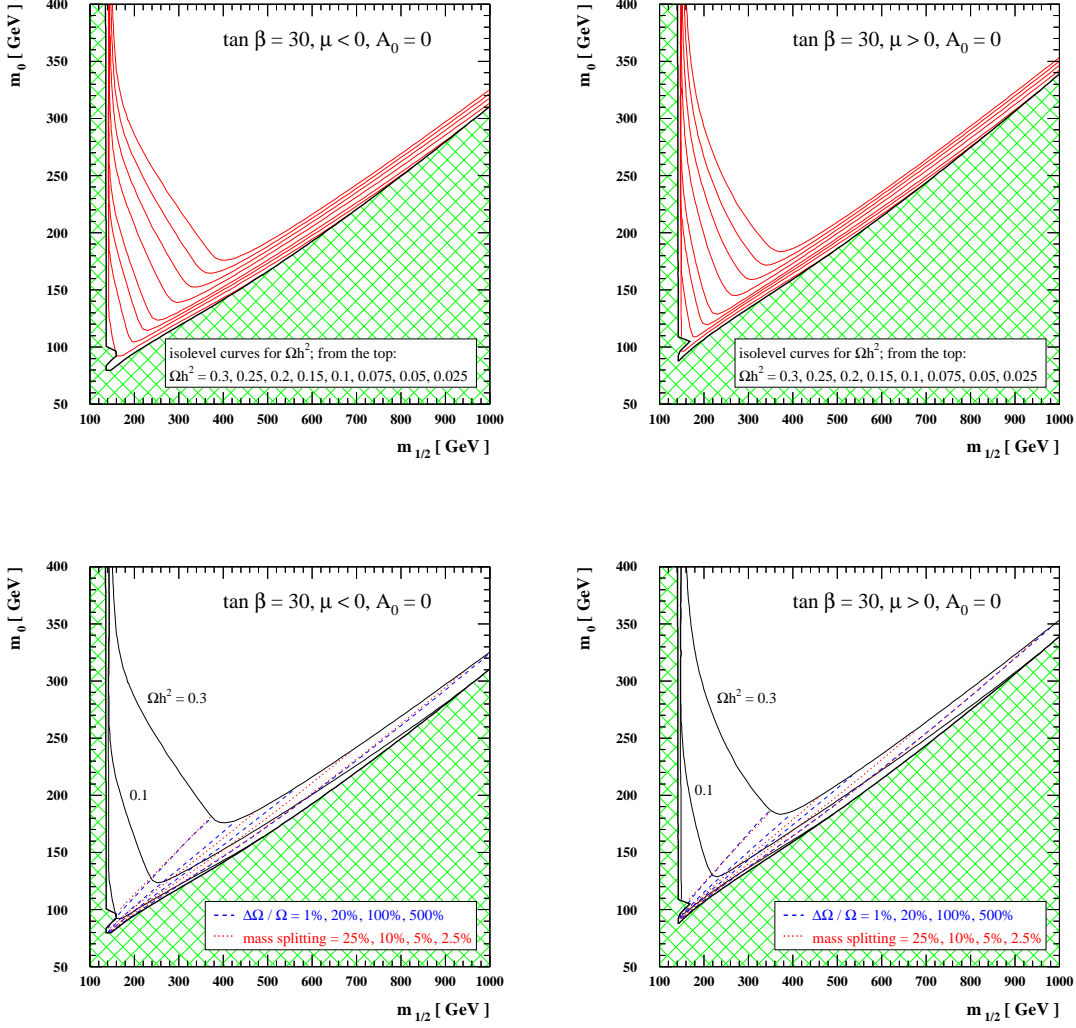 tan β = 30, μ < 0, A₀ = 0
m₀ [ GeV ]
400
350
300
250
200
150
100
50
isolevel curves for Ωh²; from the top:
Ωh² = 0.3, 0.25, 0.2, 0.15, 0.1, 0.075, 0.05, 0.025
100 200 300 400 500 600 700 800 900 1000
m₁/₂ [ GeV ]
tan β = 30, μ > 0, A₀ = 0
m₀ [ GeV ]
400
350
300
250
200
150
100
50
isolevel curves for Ωh²; from the top:
Ωh² = 0.3, 0.25, 0.2, 0.15, 0.1, 0.075, 0.05, 0.025
100 200 300 400 500 600 700 800 900 1000
m₁/₂ [ GeV ]
tan β = 30, μ < 0, A₀ = 0
m₀ [ GeV ]
400
350
300
250
200
150
100
50
Ωh² = 0.3
0.1
ΔΩ / Ω = 1%, 20%, 100%, 500%
mass splitting = 25%, 10%, 5%, 2.5%
100 200 300 400 500 600 700 800 900 1000
m₁/₂ [ GeV ]
tan β = 30, μ > 0, A₀ = 0
m₀ [ GeV ]
400
350
300
250
200
150
100
50
Ωh² = 0.3
0.1
ΔΩ / Ω = 1%, 20%, 100%, 500%
mass splitting = 25%, 10%, 5%, 2.5%
100 200 300 400 500 600 700 800 900 1000
m₁/₂ [ GeV ]